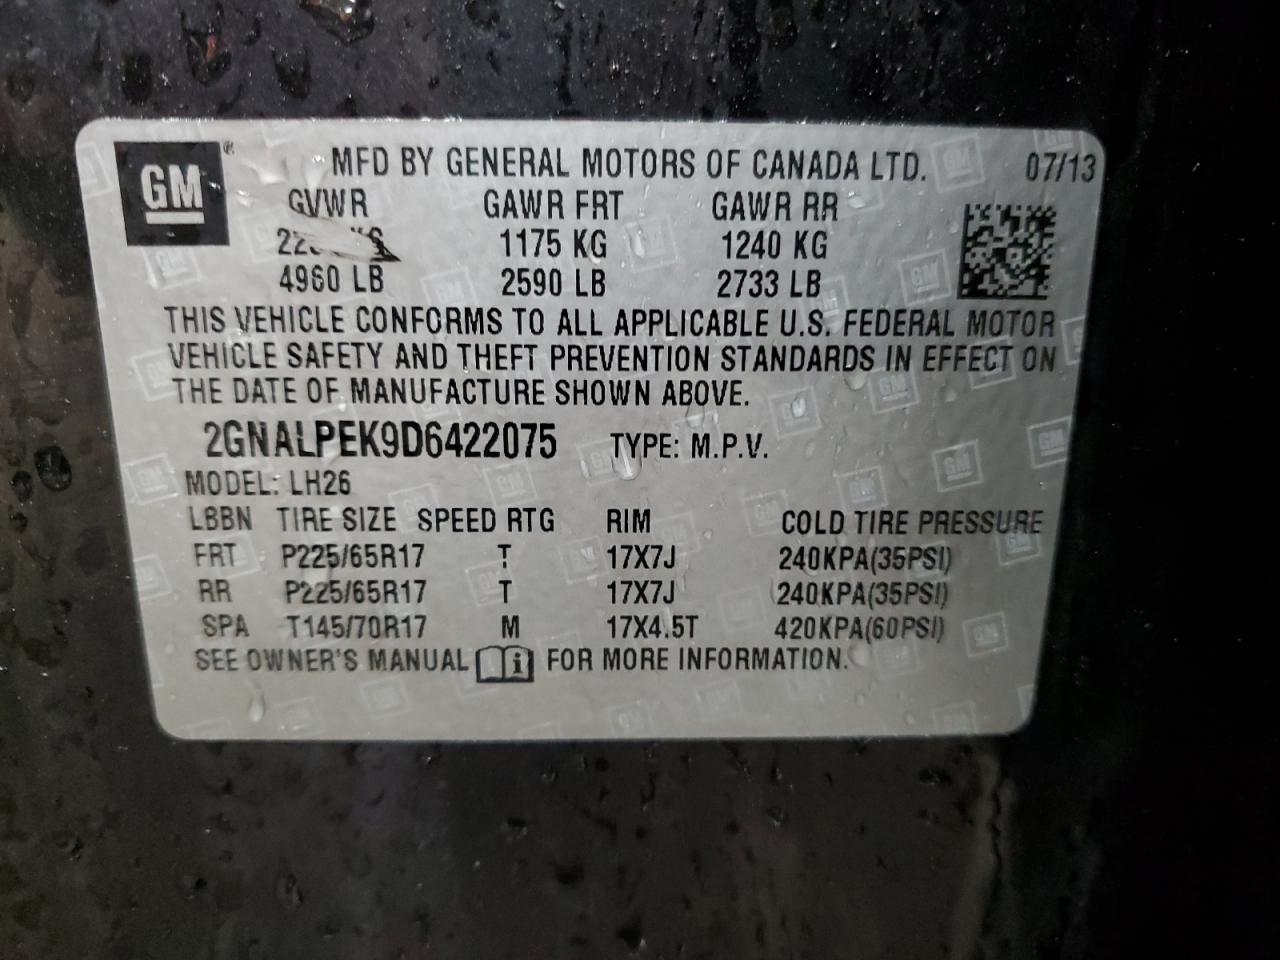 GM ®
MFD BY GENERAL MOTORS OF CANADA LTD. 07/13
GVWR GAWR FRT GAWR RR
KG 1175 KG 1240 KG
4960 LB 2590 LB 2733 LB
THIS VEHICLE CONFORMS TO ALL APPLICABLE U.S. FEDERAL MOTOR
VEHICLE SAFETY AND THEFT PREVENTION STANDARDS IN EFFECT ON
THE DATE OF MANUFACTURE SHOWN ABOVE.
2GNALPEK9D6422075 TYPE: M.P.V.
MODEL: LH26
LBBN TIRE SIZE SPEED RTG RIM COLD TIRE PRESSURE
FRT P225/65R17 T 17X7J 240KPA(35PSI)
RR P225/65R17 T 17X7J 240KPA(35PSI)
SPA T145/70R17 M 17X4.5T 420KPA(60PSI)
SEE OWNER'S MANUAL i FOR MORE INFORMATION.